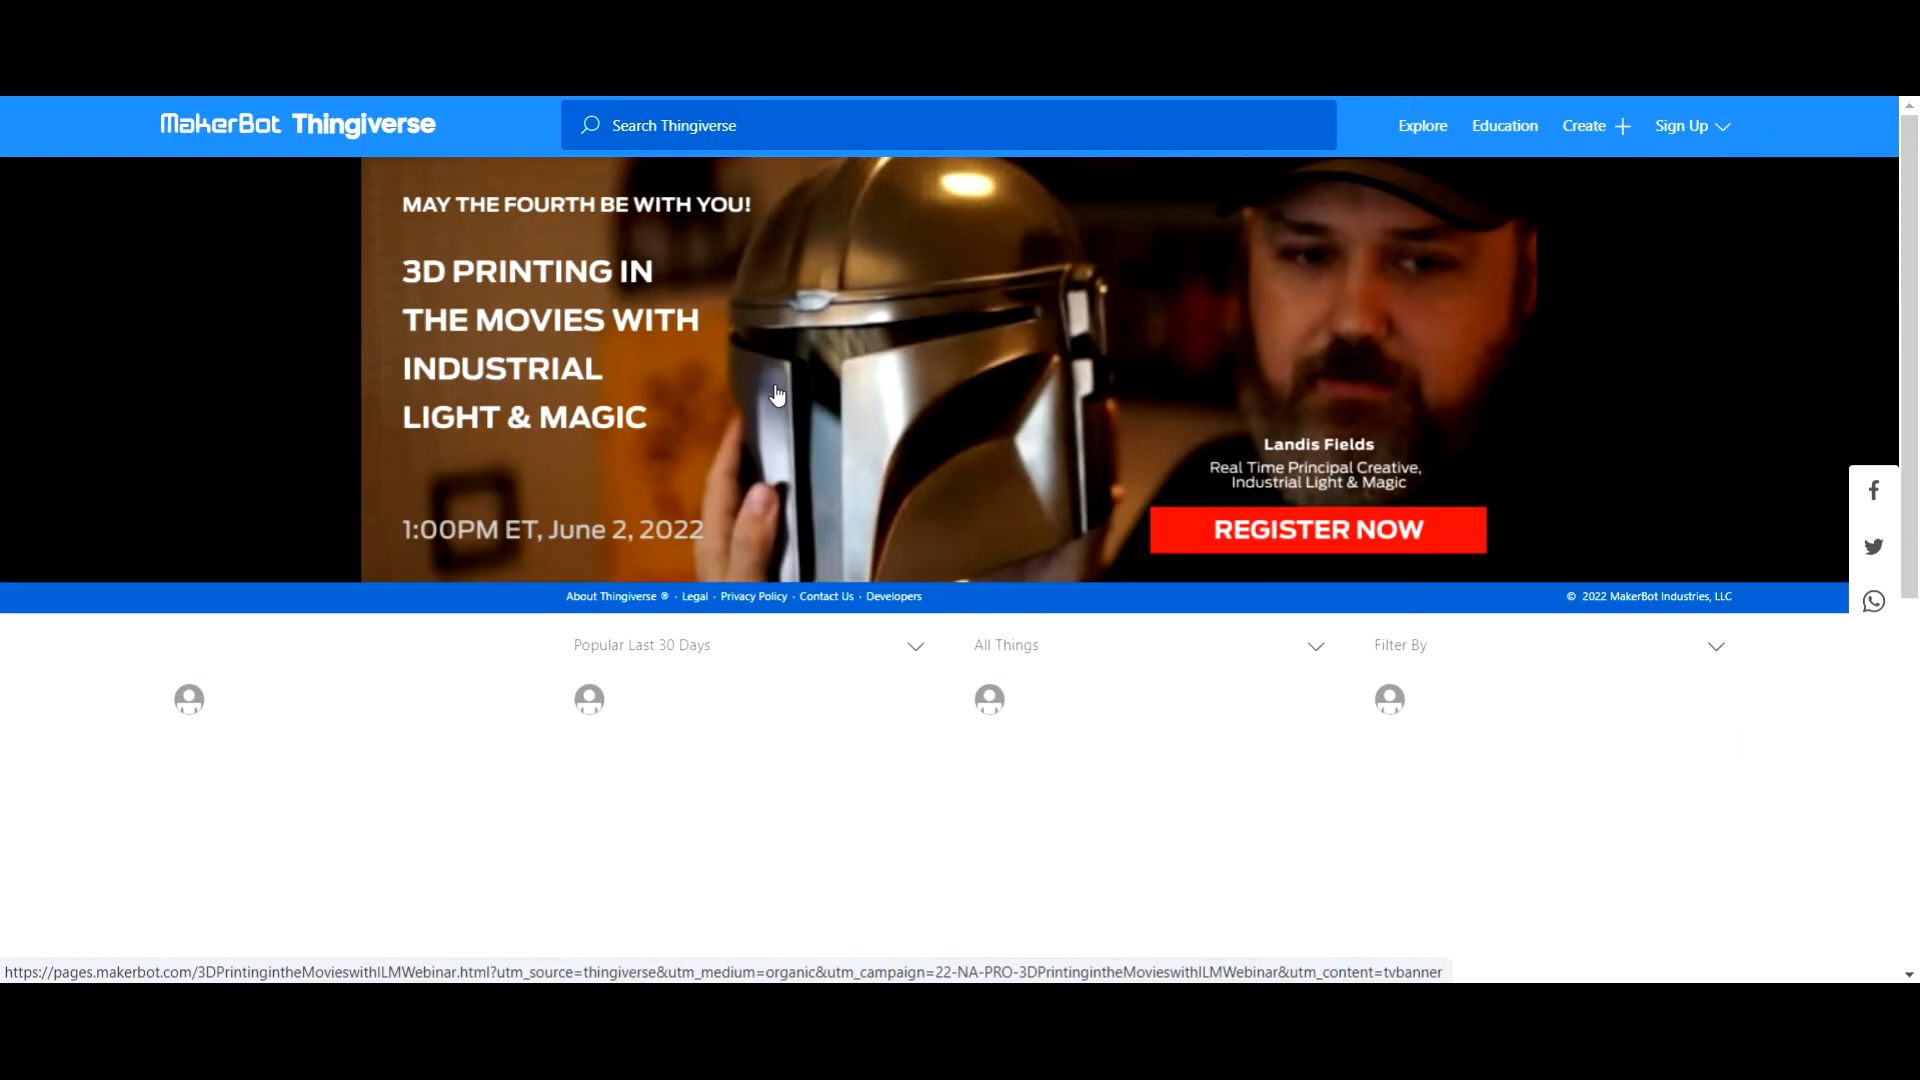 MakerBot Thingiverse
Search Thingiverse
Explore
Education
Create
Sign Up
MAY THE FOURTH BE WITH YOU!
3D PRINTING IN
THE MOVIES WITH
INDUSTRIAL
LIGHT & MAGIC
1:00PM ET, June 2, 2022
Landis Fields
Real Time Principal Creative,
Industrial Light & Magic
REGISTER NOW
About Thingiverse ® · Legal · Privacy Policy · Contact Us · Developers
© 2022 MakerBot Industries, LLC
Popular Last 30 Days
All Things
Filter By
https://pages.makerbot.com/3DPrintingintheMovieswithILMWebinar.html?utm_source=thingiverse&utm_medium=organic&utm_campaign=22-NA-PRO-3DPrintingintheMovieswithILMWebinar&utm_content=tvbanner